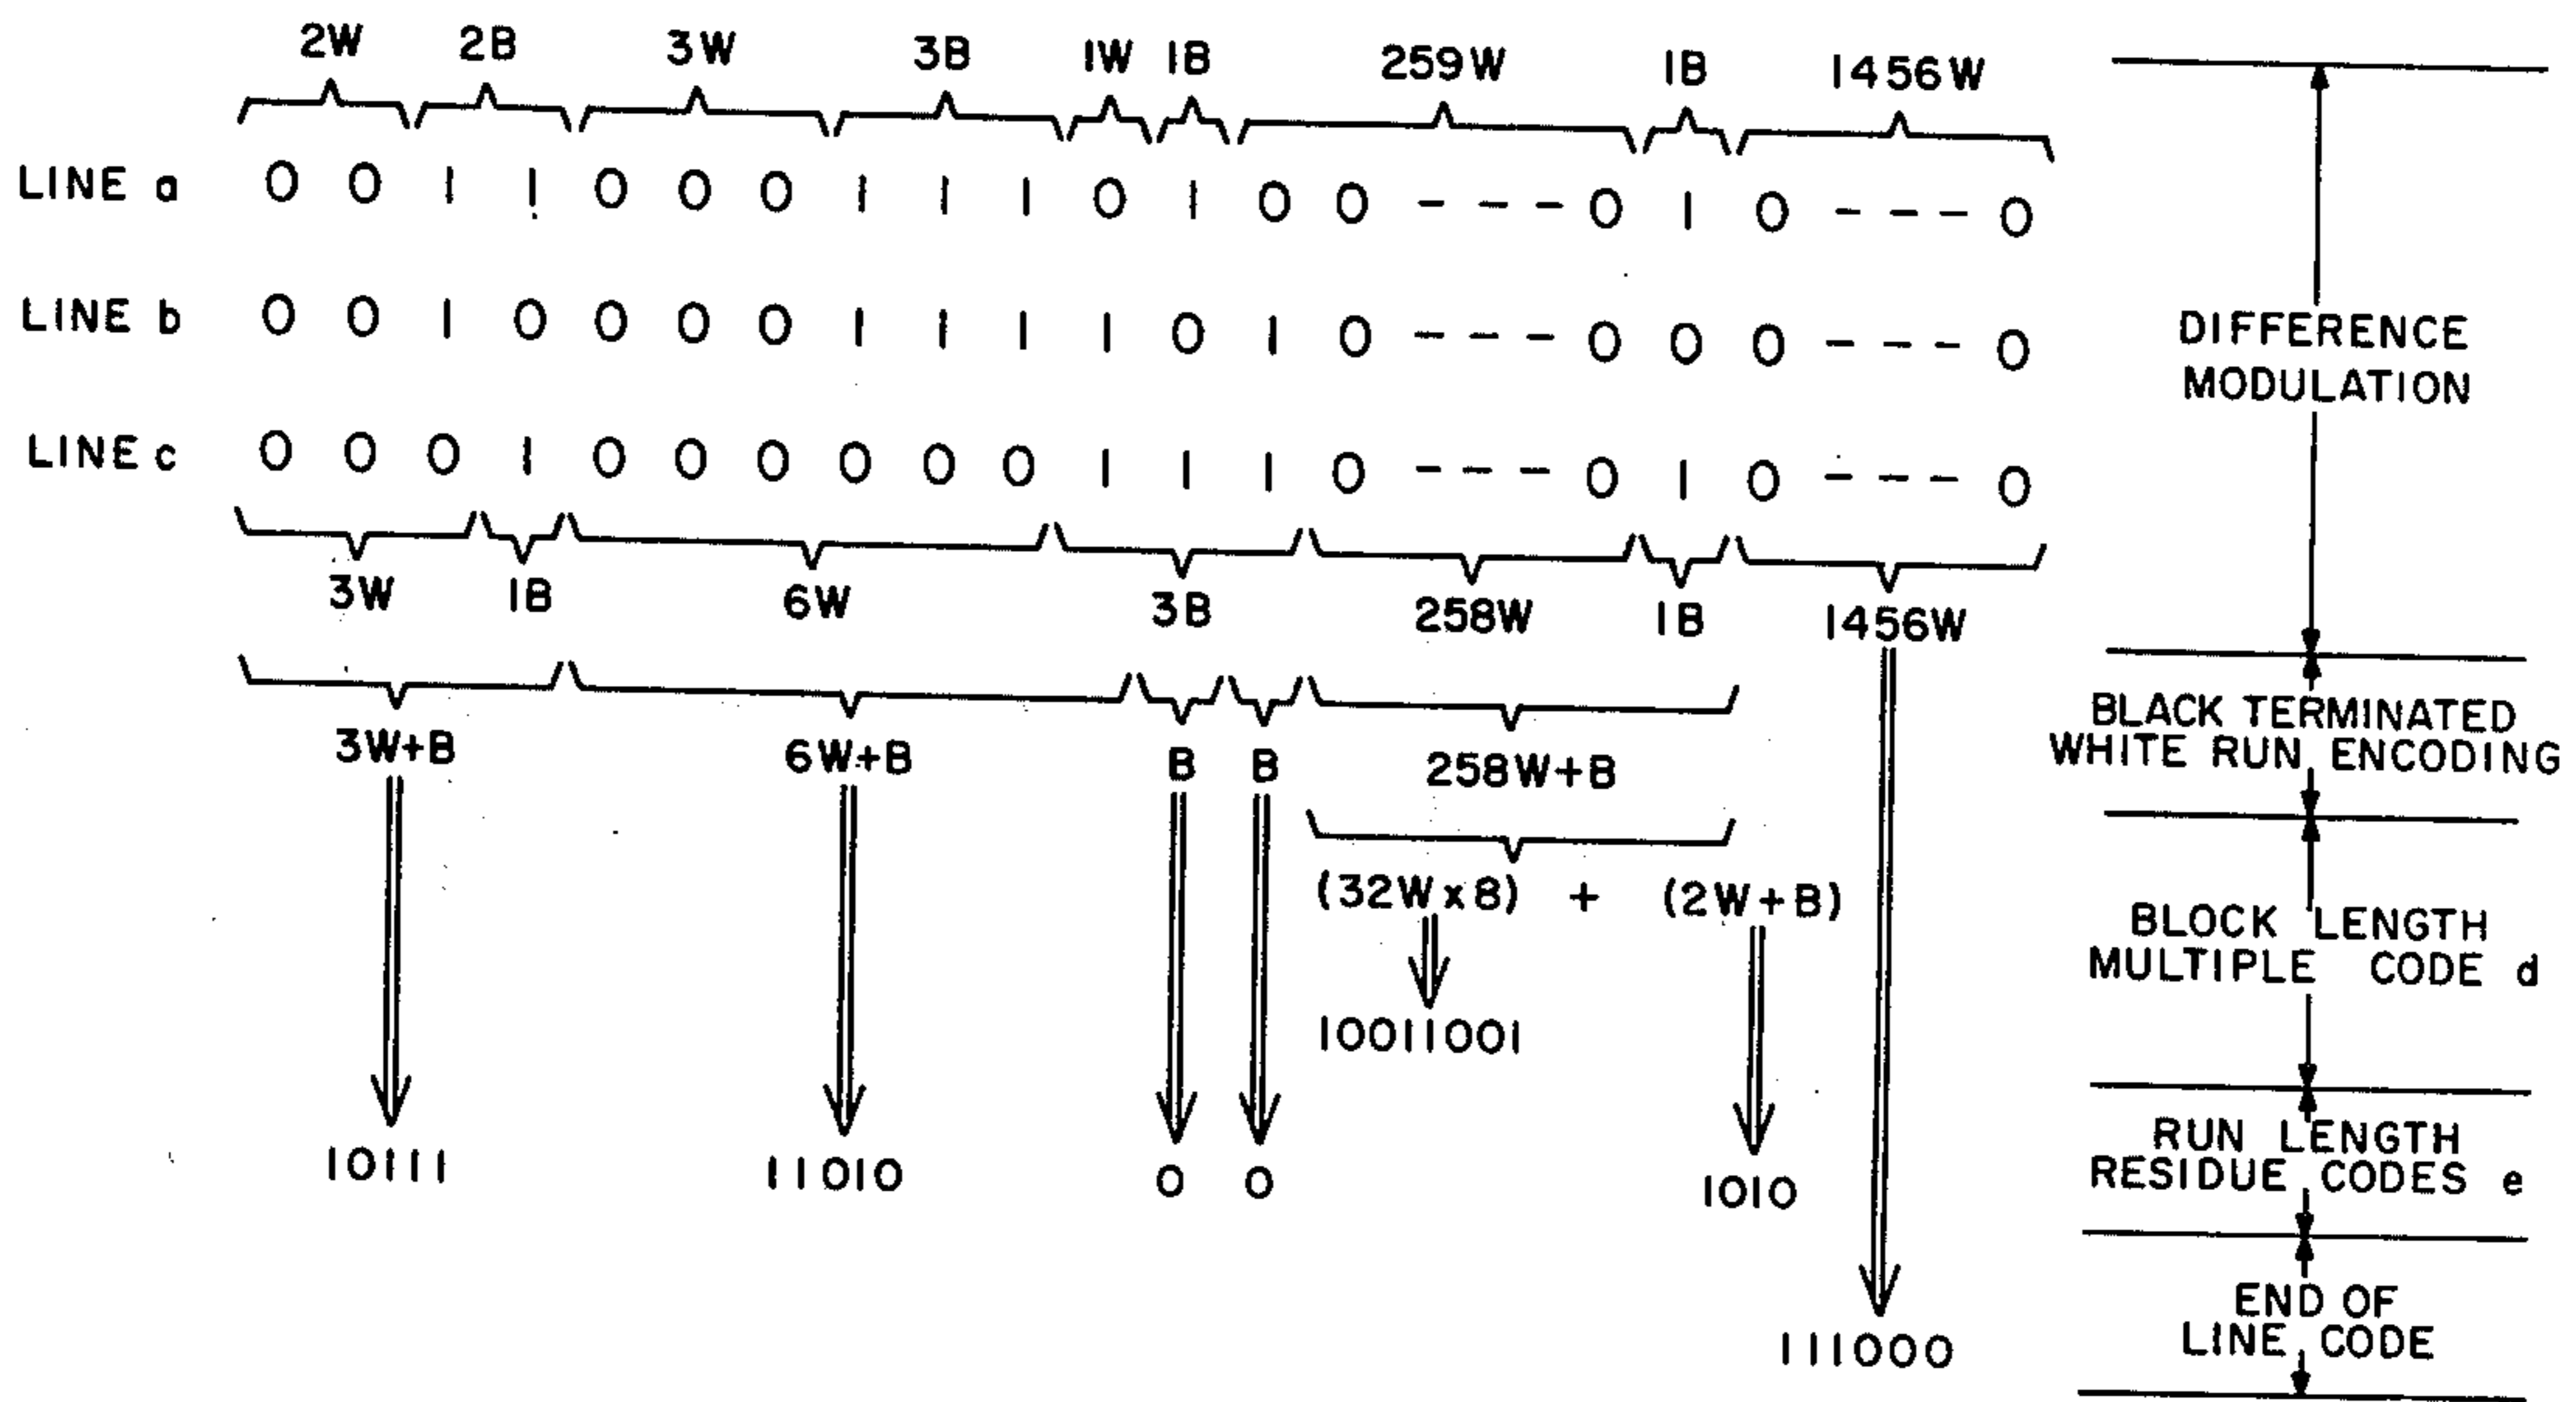 2W 2B 3W 3B 1W 1B 259W 1B 1456W
LINE a 0 0 1 1 0 0 0 1 1 1 0 1 0 0 --- 0 1 0 --- 0
LINE b 0 0 1 0 0 0 0 1 1 1 1 0 1 0 --- 0 0 0 --- 0
LINE c 0 0 0 1 0 0 0 0 0 0 1 1 1 0 --- 0 1 0 --- 0
3W 1B 6W 3B 258W 1B 1456W
DIFFERENCE
MODULATION
3W+B 6W+B B B 258W+B
BLACK TERMINATED
WHITE RUN ENCODING
(32Wx8) + (2W+B)
10011001
BLOCK LENGTH
MULTIPLE CODE d
10111 11010 0 0 1010
RUN LENGTH
RESIDUE CODES e
111000
END OF
LINE CODE